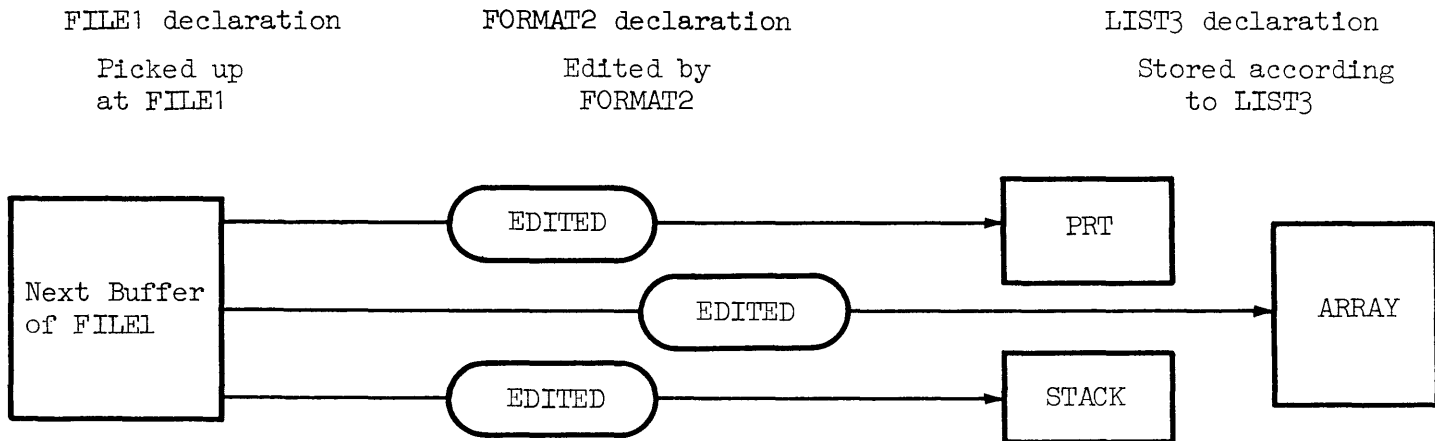 FILE1 declaration
FORMAT2 declaration
LIST3 declaration
Picked up
at FILE1
Edited by
FORMAT2
Stored according
to LIST3
Next Buffer
of FILE1
EDITED
PRT
EDITED
ARRAY
EDITED
STACK